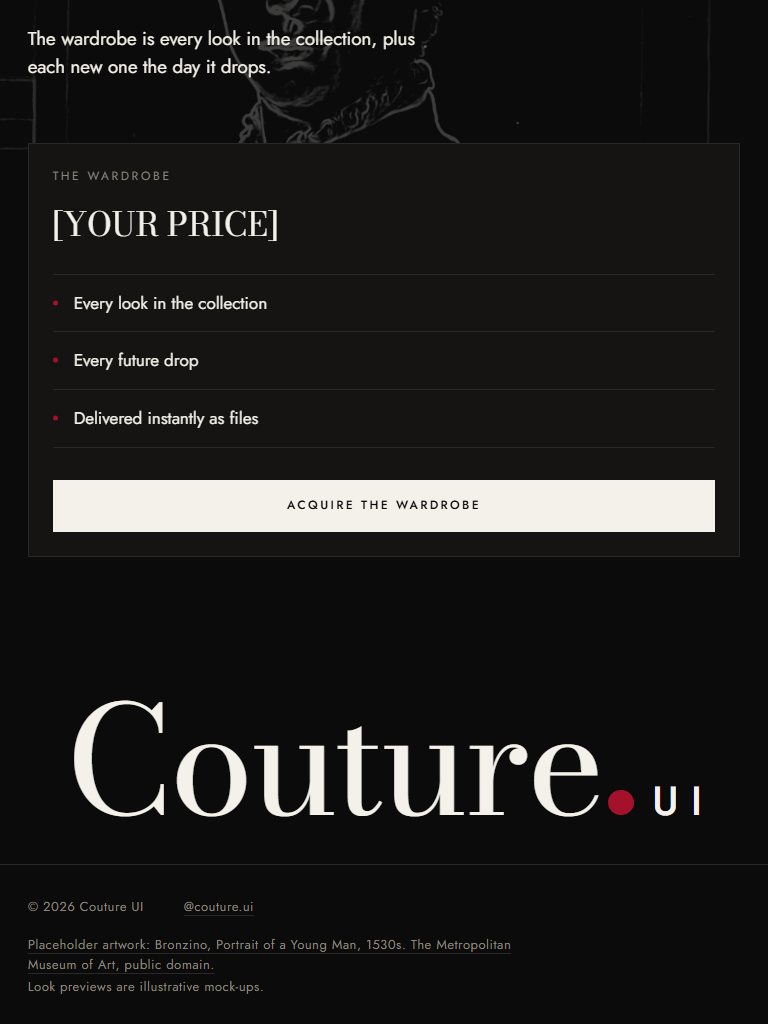 The wardrobe is every look in the collection, plus
each new one the day it drops.
THE WARDROBE
[YOUR PRICE]
Every look in the collection
Every future drop
Delivered instantly as files
ACQUIRE THE WARDROBE
Couture. UI
© 2026 Couture UI @couture.ui
Placeholder artwork: Bronzino, Portrait of a Young Man, 1530s. The Metropolitan
Museum of Art, public domain.
Look previews are illustrative mock-ups.